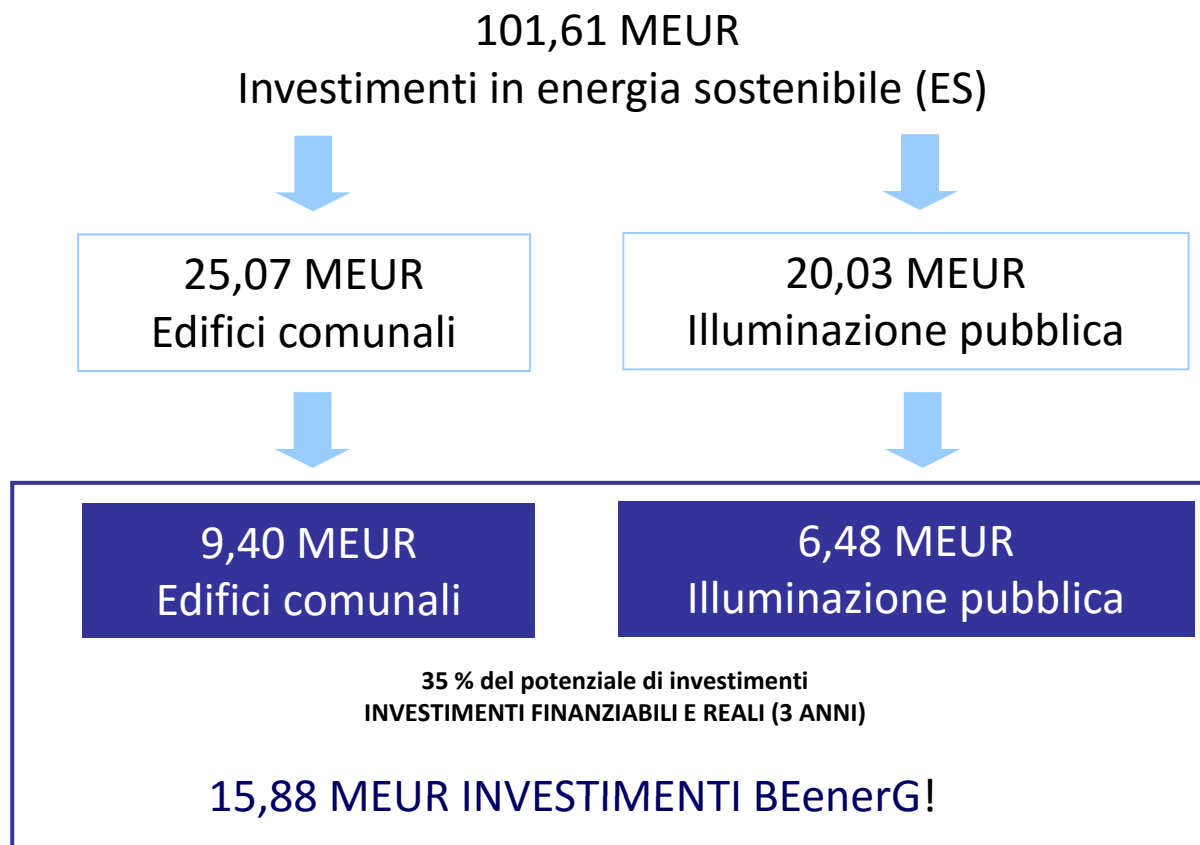 101,61 MEUR
Investimenti in energia sostenibile (ES)
25,07 MEUR
Edifici comunali
20,03 MEUR
Illuminazione pubblica
9,40 MEUR
Edifici comunali
6,48 MEUR
Illuminazione pubblica
35 % del potenziale di investimenti
INVESTIMENTI FINANZIABILI E REALI (3 ANNI)
15,88 MEUR INVESTIMENTI BEenerG!